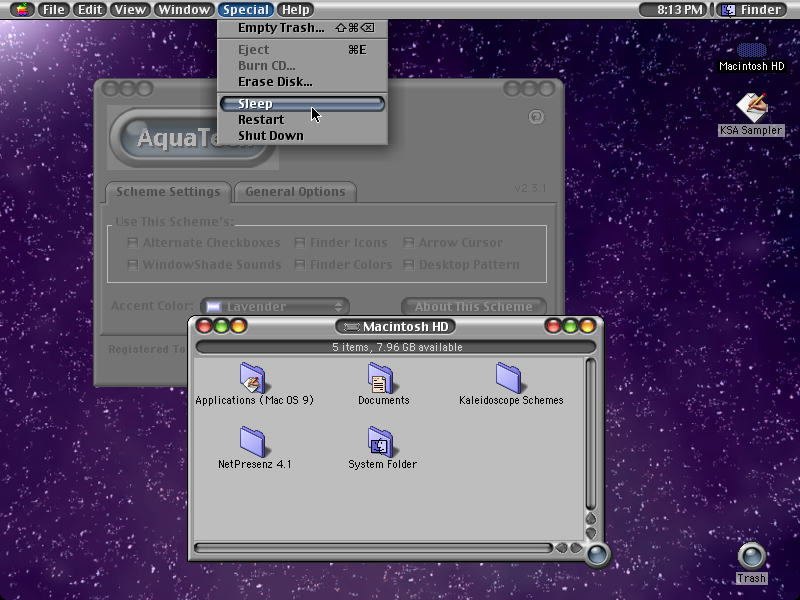 File Edit View Window Special Help 8:13 PM Finder
Empty Trash... ⇧⌘⌫
Eject ⌘E
Burn CD...
Erase Disk...
Sleep
Restart
Shut Down
Macintosh HD
KSA Sampler
Scheme Settings General Options v2.3.1
Use This Scheme's:
Alternate Checkboxes Finder Icons Arrow Cursor
WindowShade Sounds Finder Colors Desktop Pattern
Accent Color: Lavender About This Scheme
Registered To
Macintosh HD
5 items, 7.96 GB available
Applications (Mac OS 9) Documents Kaleidoscope Schemes
NetPresenz 4.1 System Folder
Trash